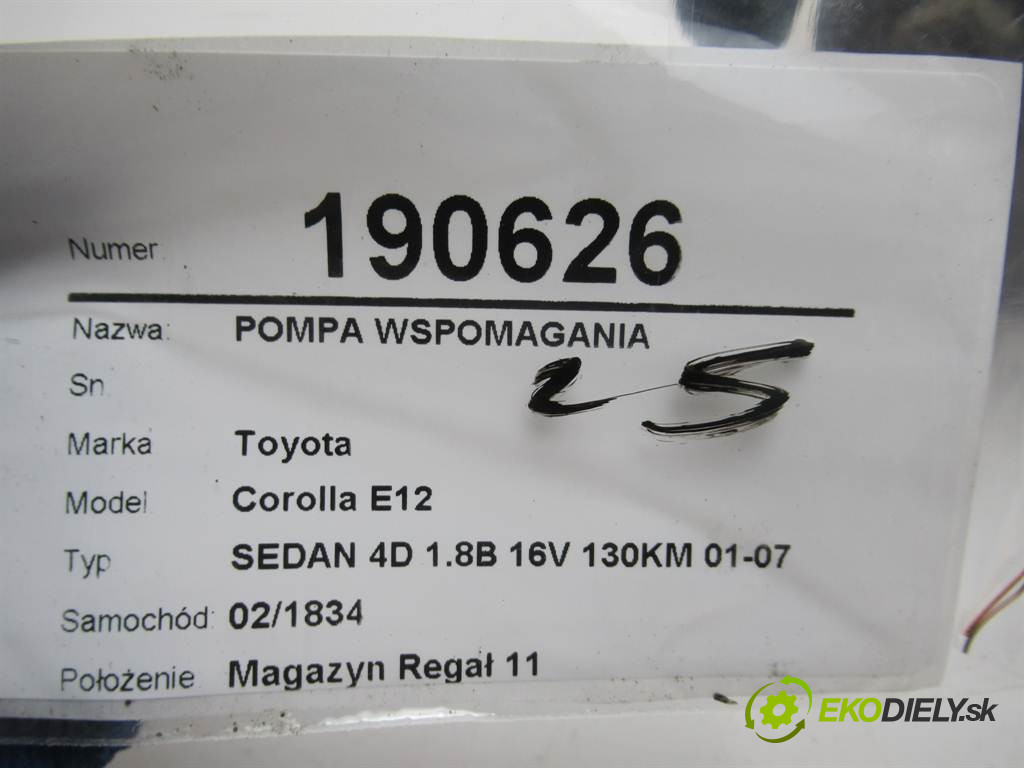 Numer 190626
Nazwa: POMPA WSPOMAGANIA
25
Sn
Marka Toyota
Model Corolla E12
Typ SEDAN 4D 1.8B 16V 130KM 01-07
Samochód: 02/1834
Położenie Magazyn Regał 11
EKODIELY.sk